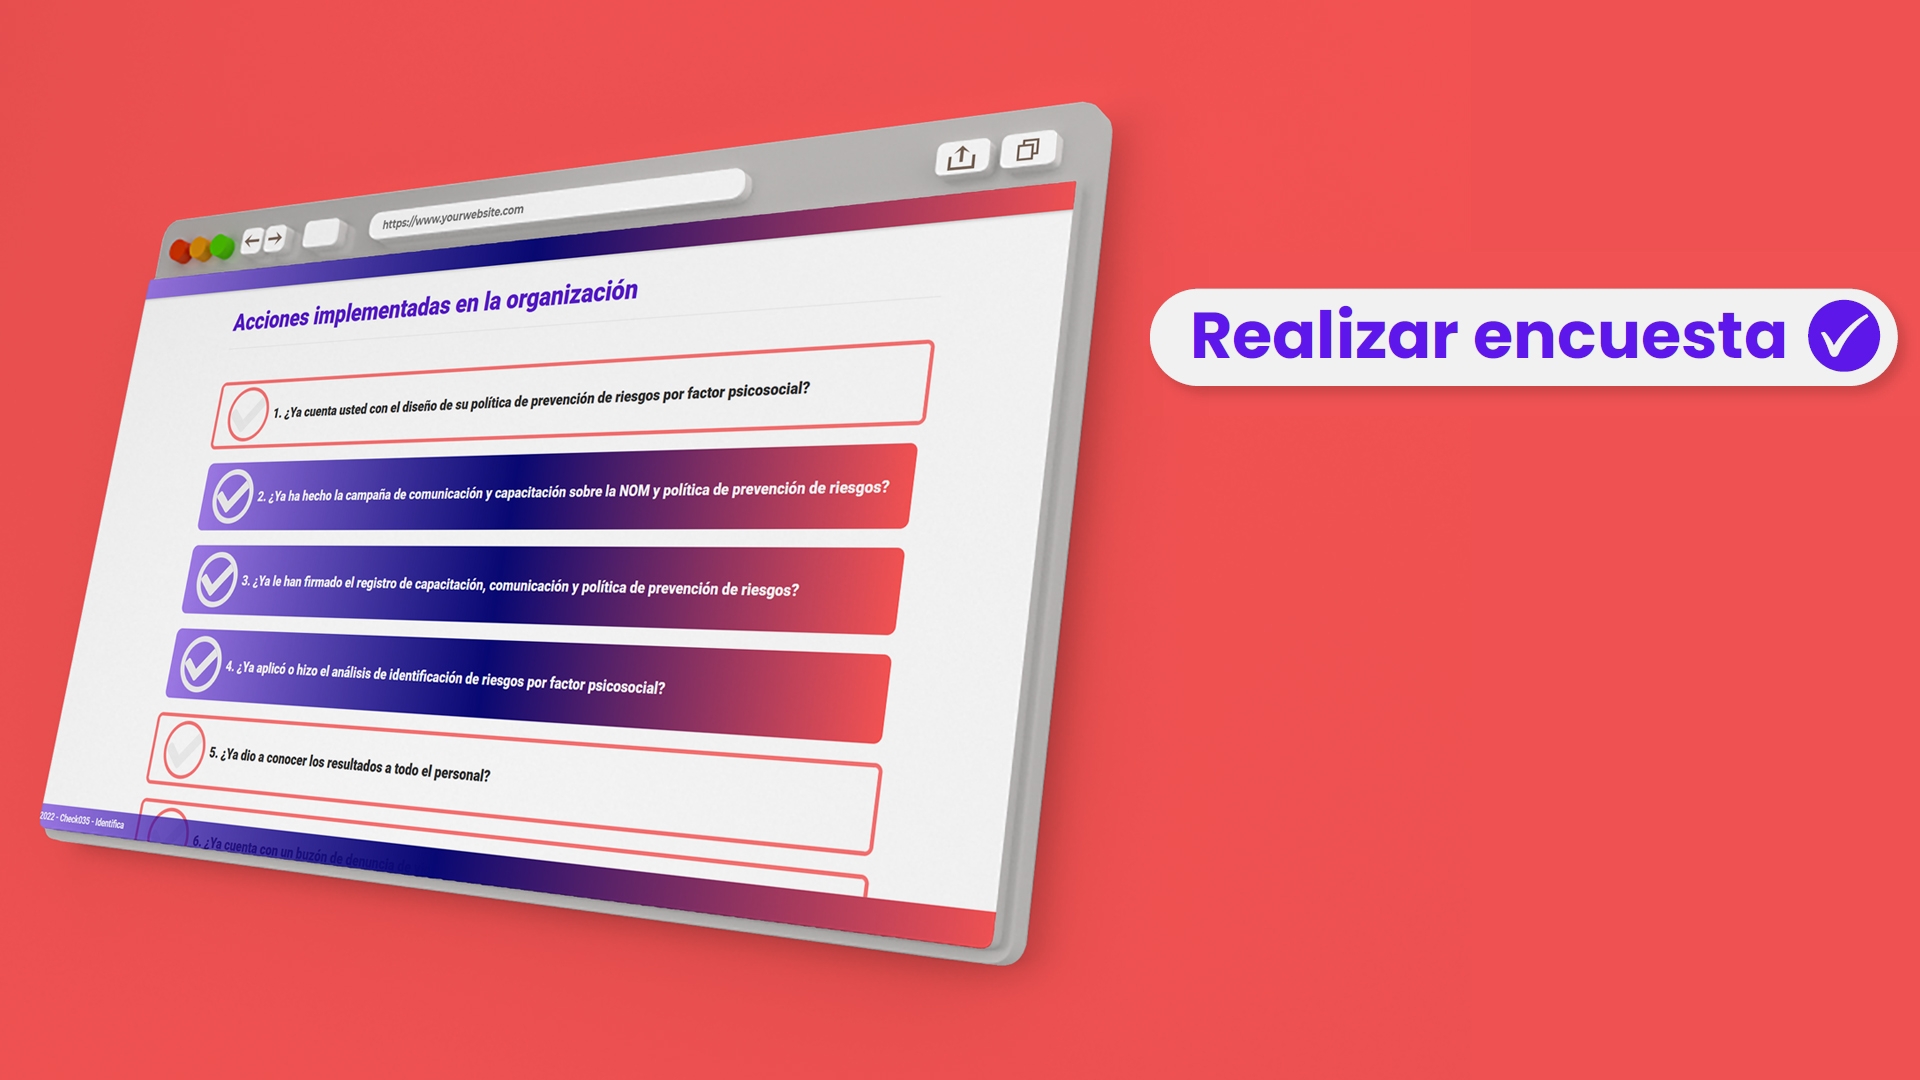 https://www.yourwebsite.com
Acciones implementadas en la organización
1. ¿Ya cuenta usted con el diseño de su política de prevención de riesgos por factor psicosocial?
2. ¿Ya ha hecho la campaña de comunicación y capacitación sobre la NOM y política de prevención de riesgos?
3. ¿Ya le han firmado el registro de capacitación, comunicación y política de prevención de riesgos?
4. ¿Ya aplicó o hizo el análisis de identificación de riesgos por factor psicosocial?
5. ¿Ya dio a conocer los resultados a todo el personal?
6. ¿Ya cuenta con un buzón de denuncia de
2022 - Check035 - Identifica
Realizar encuesta